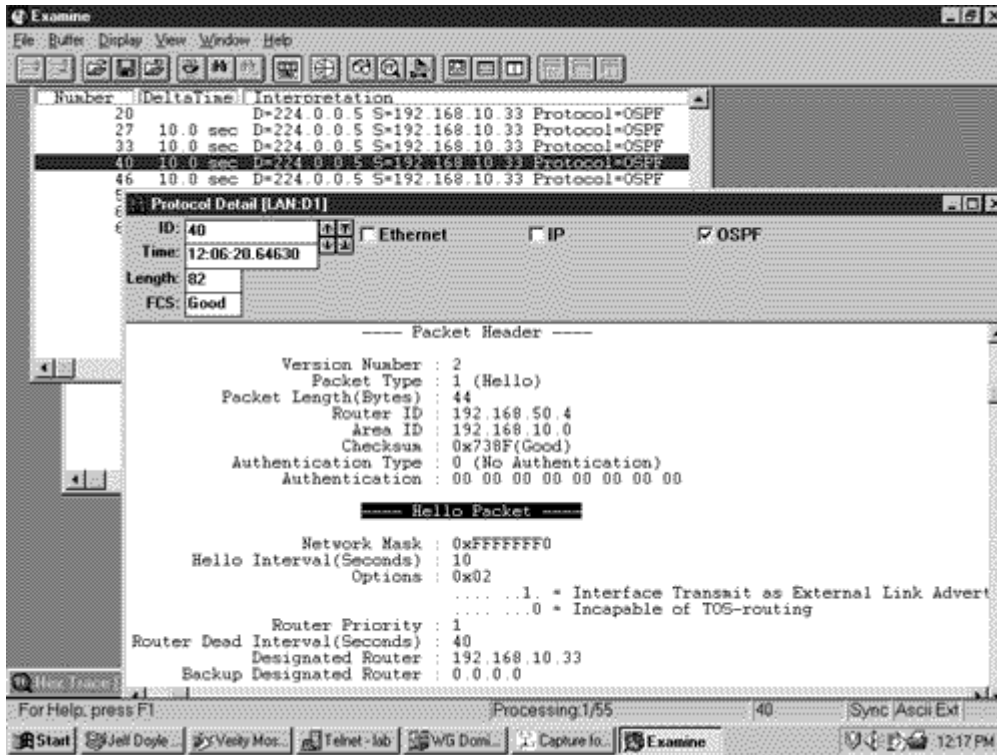 Examine
File Buffer Display View Window Help
Number DeltaTime Interpretation
20 D=224.0.0.5 S=192.168.10.33 Protocol=OSPF
27 10.0 sec D=224.0.0.5 S=192.168.10.33 Protocol=OSPF
33 10.0 sec D=224.0.0.5 S=192.168.10.33 Protocol=OSPF
40 10.0 sec D=224.0.0.5 S=192.168.10.33 Protocol=OSPF
46 10.0 sec D=224.0.0.5 S=192.168.10.33 Protocol=OSPF
Protocol Detail [LAN:D1]
ID: 40 Ethernet IP OSPF
Time: 12:06:20.64630
Length: 82
FCS: Good
---- Packet Header ----
Version Number : 2
Packet Type : 1 (Hello)
Packet Length(Bytes) : 44
Router ID : 192.168.50.4
Area ID : 192.168.10.0
Checksum : 0x738F(Good)
Authentication Type : 0 (No Authentication)
Authentication : 00 00 00 00 00 00 00 00
---- Hello Packet ----
Network Mask : 0xFFFFFFF0
Hello Interval(Seconds) : 10
Options : 0x02
.... ..1. = Interface Transmit as External Link Advert
.... ...0 = Incapable of TOS-routing
Router Priority : 1
Router Dead Interval(Seconds) : 40
Designated Router : 192.168.10.33
Backup Designated Router : 0.0.0.0
Hex Trace
For Help, press F1 Processing:1/55 40 Sync Ascii Ext
Start Jeff Doyle ... Verity Mos... Telnet - lab WG Domi... Capture fo... Examine 12:17 PM